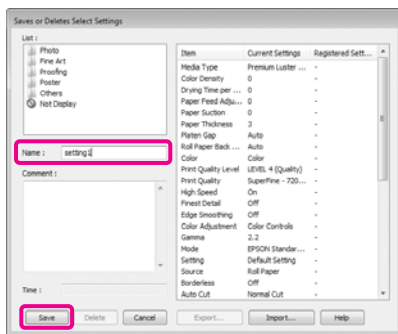 Saves or Deletes Select Settings
List :
Photo
Fine Art
Proofing
Poster
Others
Not Display
Name : setting1
Comment :
Time :
Save Delete Cancel
Item Current Settings Registered Sett...
Media Type Premium Luster ... -
Color Density 0 -
Drying Time per ... 0 -
Paper Feed Adju... 0 -
Paper Suction 0 -
Paper Thickness 3 -
Platen Gap Auto -
Roll Paper Back ... Auto -
Color Color -
Print Quality Level LEVEL 4 (Quality) -
Print Quality SuperFine - 720... -
High Speed On -
Finest Detail Off -
Edge Smoothing Off -
Color Adjustment Color Controls -
Gamma 2.2 -
Mode EPSON Standar... -
Setting Default Setting -
Source Roll Paper -
Borderless Off -
Auto Cut Normal Cut -
Export... Import... Help